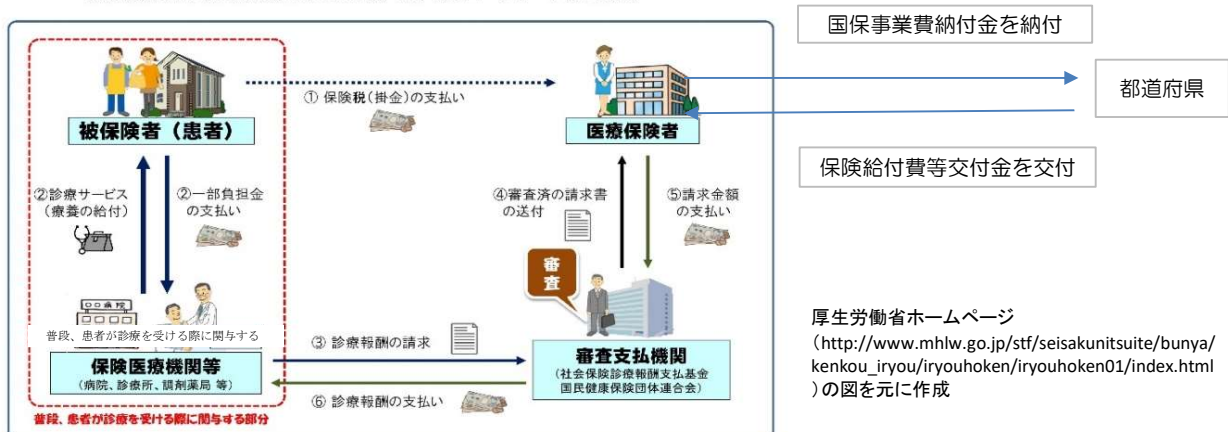 国保事業費納付金を納付
① 保険税(掛金)の支払い
都道府県
被保険者(患者)
医療保険者
保険給付費等交付金を交付
②診療サービス
(療養の給付)
②一部負担金
の支払い
④審査済の請求書
の送付
⑤請求金額
の支払い
審査
〇〇病院
普段、患者が診療を受ける際に関与する
保険医療機関等
(病院、診療所、調剤薬局 等)
③ 診療報酬の請求
審査支払機関
(社会保険診療報酬支払基金
国民健康保険団体連合会)
⑥ 診療報酬の支払い
普段、患者が診療を受ける際に関与する部分
厚生労働省ホームページ
(http://www.mhlw.go.jp/stf/seisakunitsuite/bunya/
kenkou_iryou/iryouhoken/iryouhoken01/index.html
)の図を元に作成